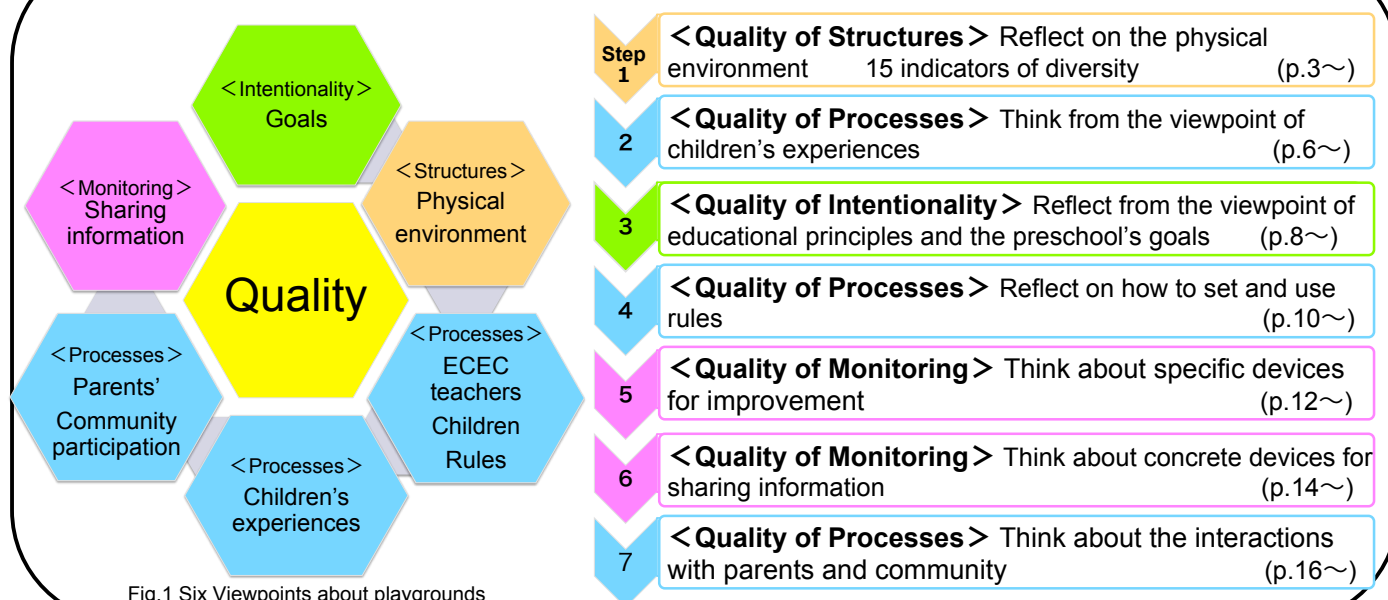 ＜Intentionality＞
Goals
＜Structures＞
Physical
environment
＜Monitoring＞
Sharing
information
Quality
＜Processes＞
ECEC
teachers
Children
Rules
＜Processes＞
Parents’
Community
participation
＜Processes＞
Children’s
experiences
Fig.1 Six Viewpoints about playgrounds
Step
1
＜Quality of Structures＞ Reflect on the physical
environment 15 indicators of diversity (p.3～)
2
＜Quality of Processes＞ Think from the viewpoint of
children’s experiences (p.6～)
3
＜Quality of Intentionality＞ Reflect from the viewpoint of
educational principles and the preschool’s goals (p.8～)
4
＜Quality of Processes＞ Reflect on how to set and use
rules (p.10～)
5
＜Quality of Monitoring＞ Think about specific devices
for improvement (p.12～)
6
＜Quality of Monitoring＞ Think about concrete devices for
sharing information (p.14～)
7
＜Quality of Processes＞ Think about the interactions
with parents and community (p.16～)